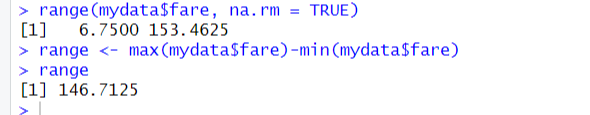 > range(mydata$fare, na.rm = TRUE)
[1]   6.7500 153.4625
> range <- max(mydata$fare)-min(mydata$fare)
> range
[1] 146.7125
>